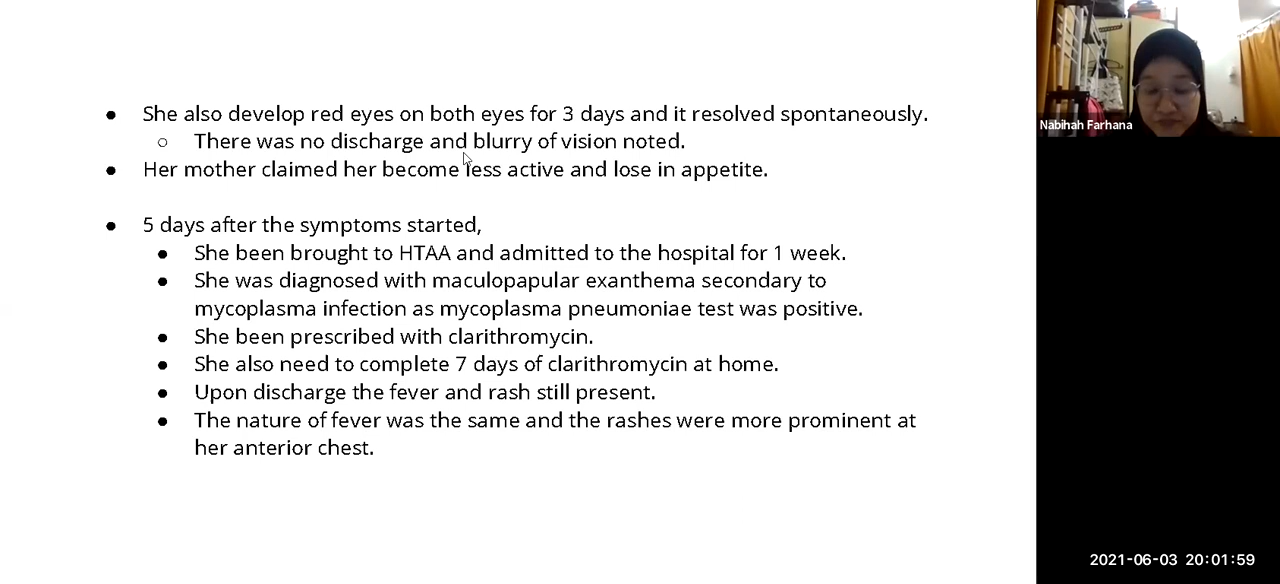 ● She also develop red eyes on both eyes for 3 days and it resolved spontaneously.
○ There was no discharge and blurry of vision noted.
● Her mother claimed her become less active and lose in appetite.
● 5 days after the symptoms started,
● She been brought to HTAA and admitted to the hospital for 1 week.
● She was diagnosed with maculopapular exanthema secondary to
mycoplasma infection as mycoplasma pneumoniae test was positive.
● She been prescribed with clarithromycin.
● She also need to complete 7 days of clarithromycin at home.
● Upon discharge the fever and rash still present.
● The nature of fever was the same and the rashes were more prominent at
her anterior chest.
Nabihah Farhana
2021-06-03 20:01:59